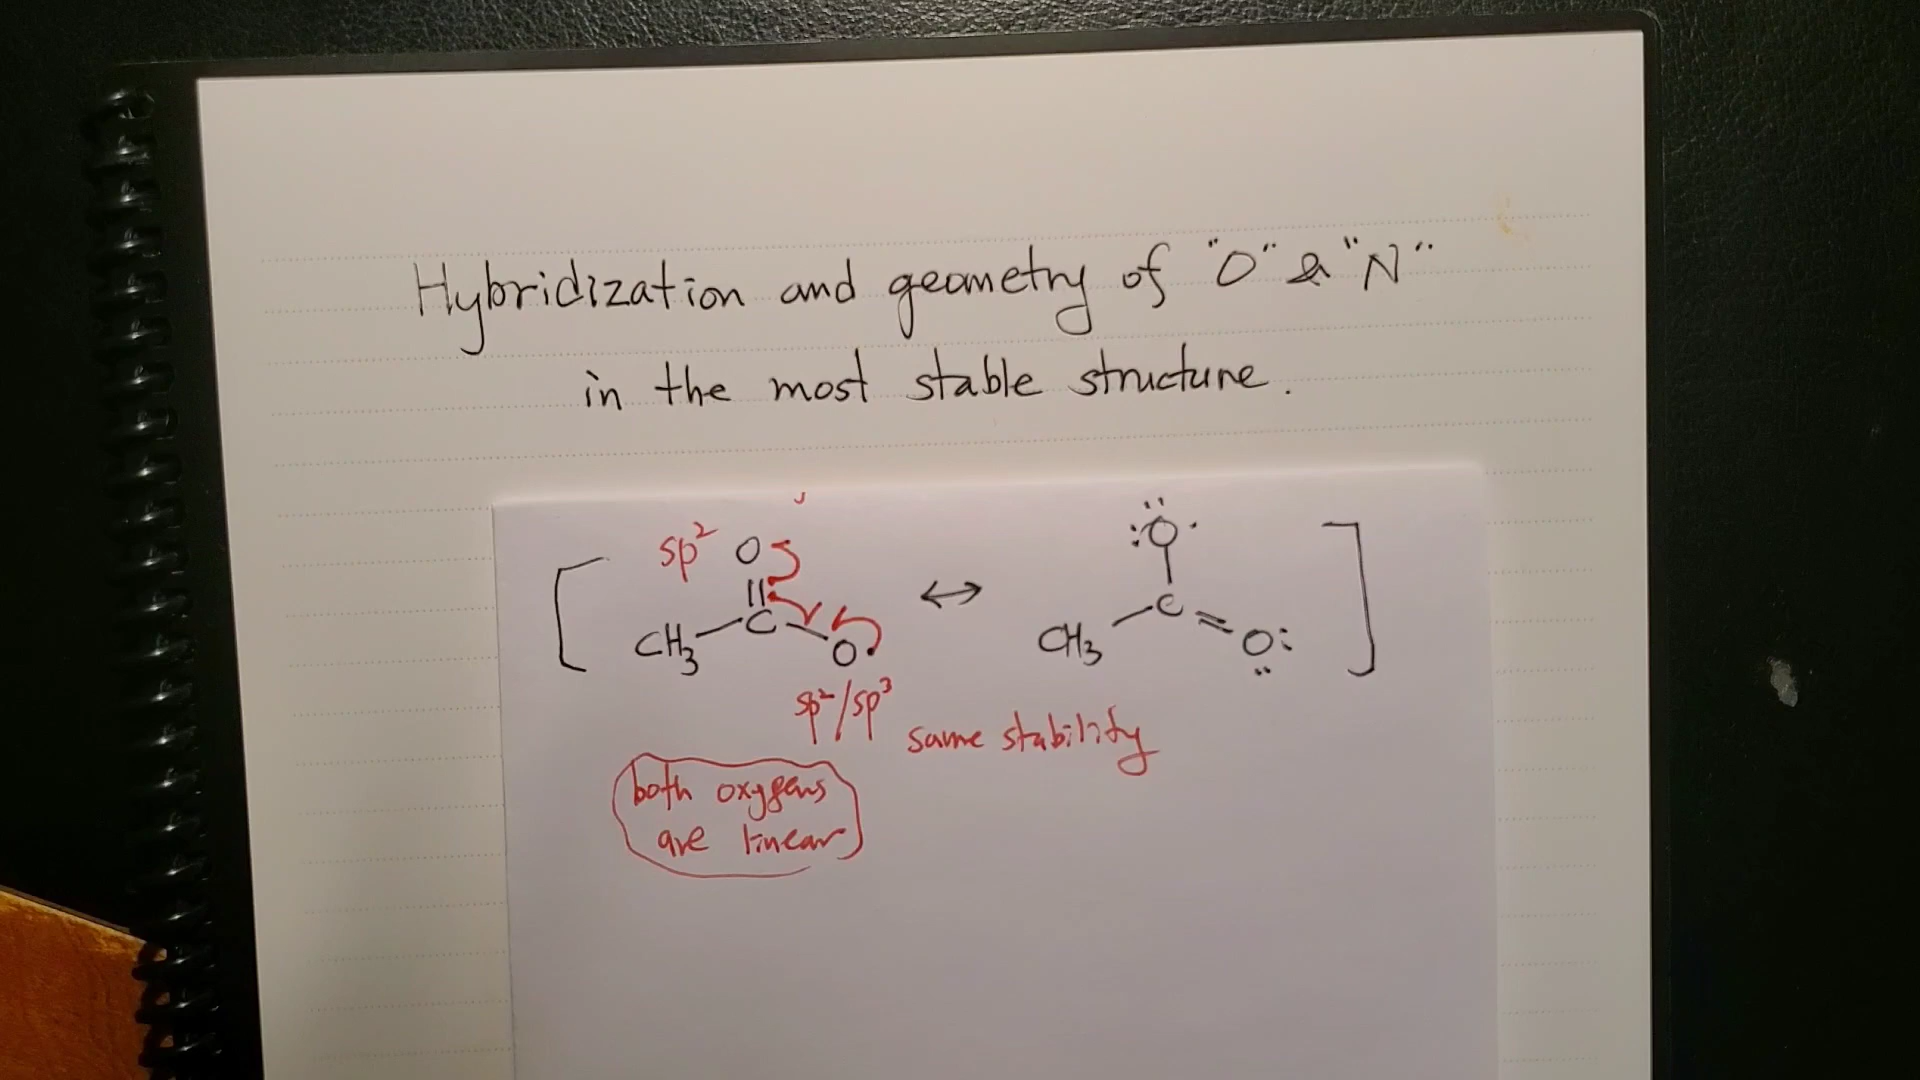 Hybridization and geometry of "O" & "N"
in the most stable structure.
sp² O :O·
CH₃ C O· ↔ CH₃ C O:
sp²/sp³
same stability
both oxygens
are linear